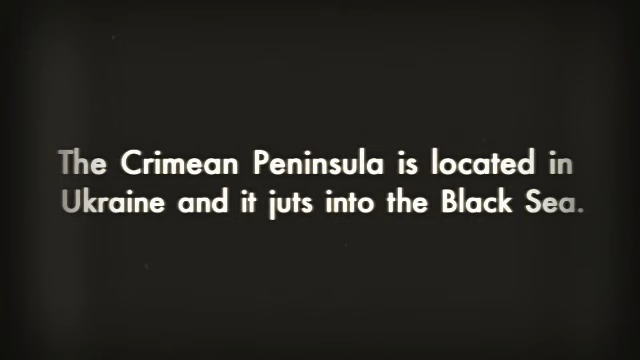 The Crimean Peninsula is located in
Ukraine and it juts into the Black Sea.